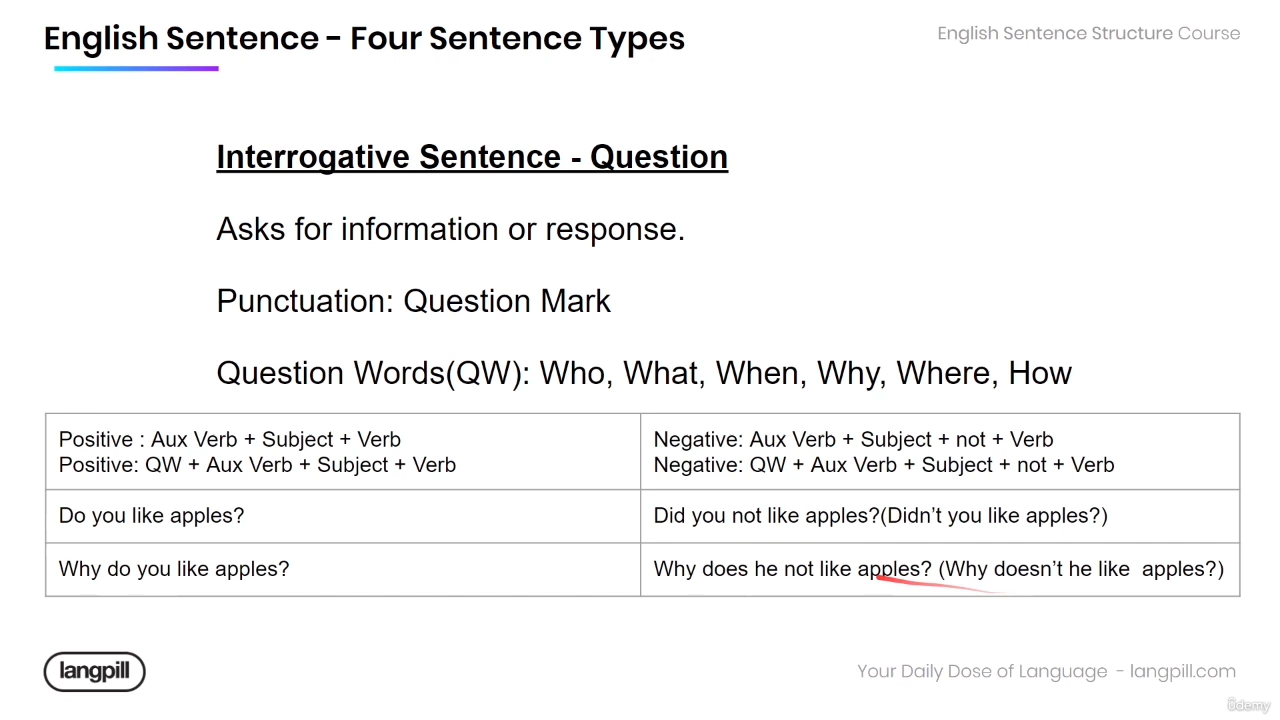 English Sentence - Four Sentence Types
English Sentence Structure Course
Interrogative Sentence - Question
Asks for information or response.
Punctuation: Question Mark
Question Words(QW): Who, What, When, Why, Where, How
Positive : Aux Verb + Subject + Verb
Positive: QW + Aux Verb + Subject + Verb
Negative: Aux Verb + Subject + not + Verb
Negative: QW + Aux Verb + Subject + not + Verb
Do you like apples?
Did you not like apples?(Didn't you like apples?)
Why do you like apples?
Why does he not like apples? (Why doesn't he like  apples?)
langpill
Your Daily Dose of Language - langpill.com
ûdemy